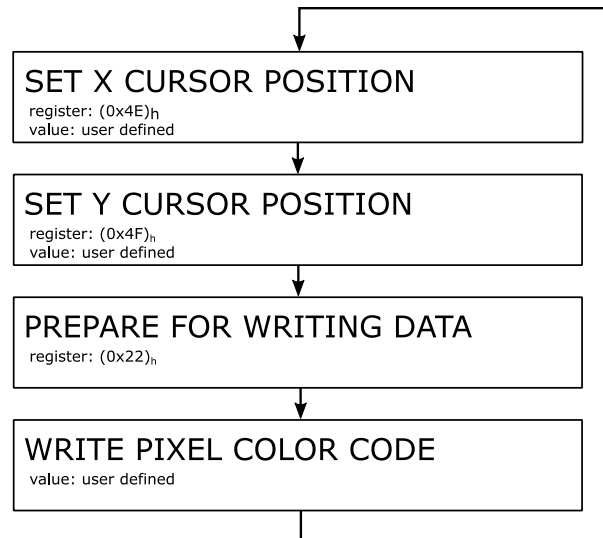 SET X CURSOR POSITION
register: (0x4E)h
value: user defined
SET Y CURSOR POSITION
register: (0x4F)h
value: user defined
PREPARE FOR WRITING DATA
register: (0x22)h
WRITE PIXEL COLOR CODE
value: user defined